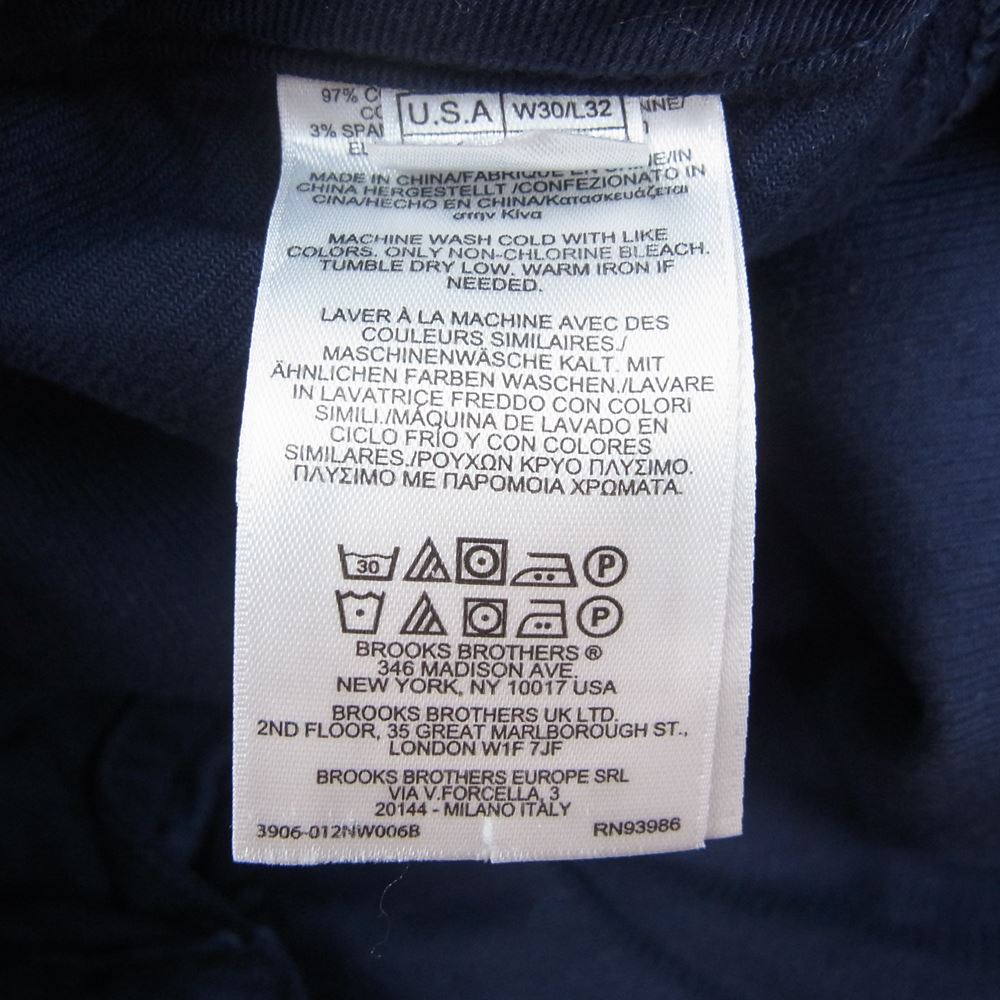 97%
U.S.A W30/L32
3%
MADE IN CHINA/FABRIQUE EN
CHINA HERGESTELLT /CONFEZIONATO IN
CINA/HECHO EN CHINA/Κατασκευάζεται
στην Κίνα
MACHINE WASH COLD WITH LIKE
COLORS. ONLY NON-CHLORINE BLEACH.
TUMBLE DRY LOW. WARM IRON IF
NEEDED.
LAVER À LA MACHINE AVEC DES
COULEURS SIMILAIRES./
MASCHINENWÄSCHE KALT. MIT
ÄHNLICHEN FARBEN WASCHEN./LAVARE
IN LAVATRICE FREDDO CON COLORI
SIMILI./MÁQUINA DE LAVADO EN
CICLO FRÍO Y CON COLORES
SIMILARES./ΡΟΥΧΩΝ ΚΡΥΟ ΠΛΥΣΙΜΟ.
ΠΛΥΣΙΜΟ ΜΕ ΠΑΡΟΜΟΙΑ ΧΡΩΜΑΤΑ.
30 P
P
BROOKS BROTHERS ®
346 MADISON AVE.
NEW YORK, NY 10017 USA
BROOKS BROTHERS UK LTD.
2ND FLOOR, 35 GREAT MARLBOROUGH ST.,
LONDON W1F 7JF
BROOKS BROTHERS EUROPE SRL
VIA V.FORCELLA, 3
20144 - MILANO ITALY
3906-012NW006B RN93986